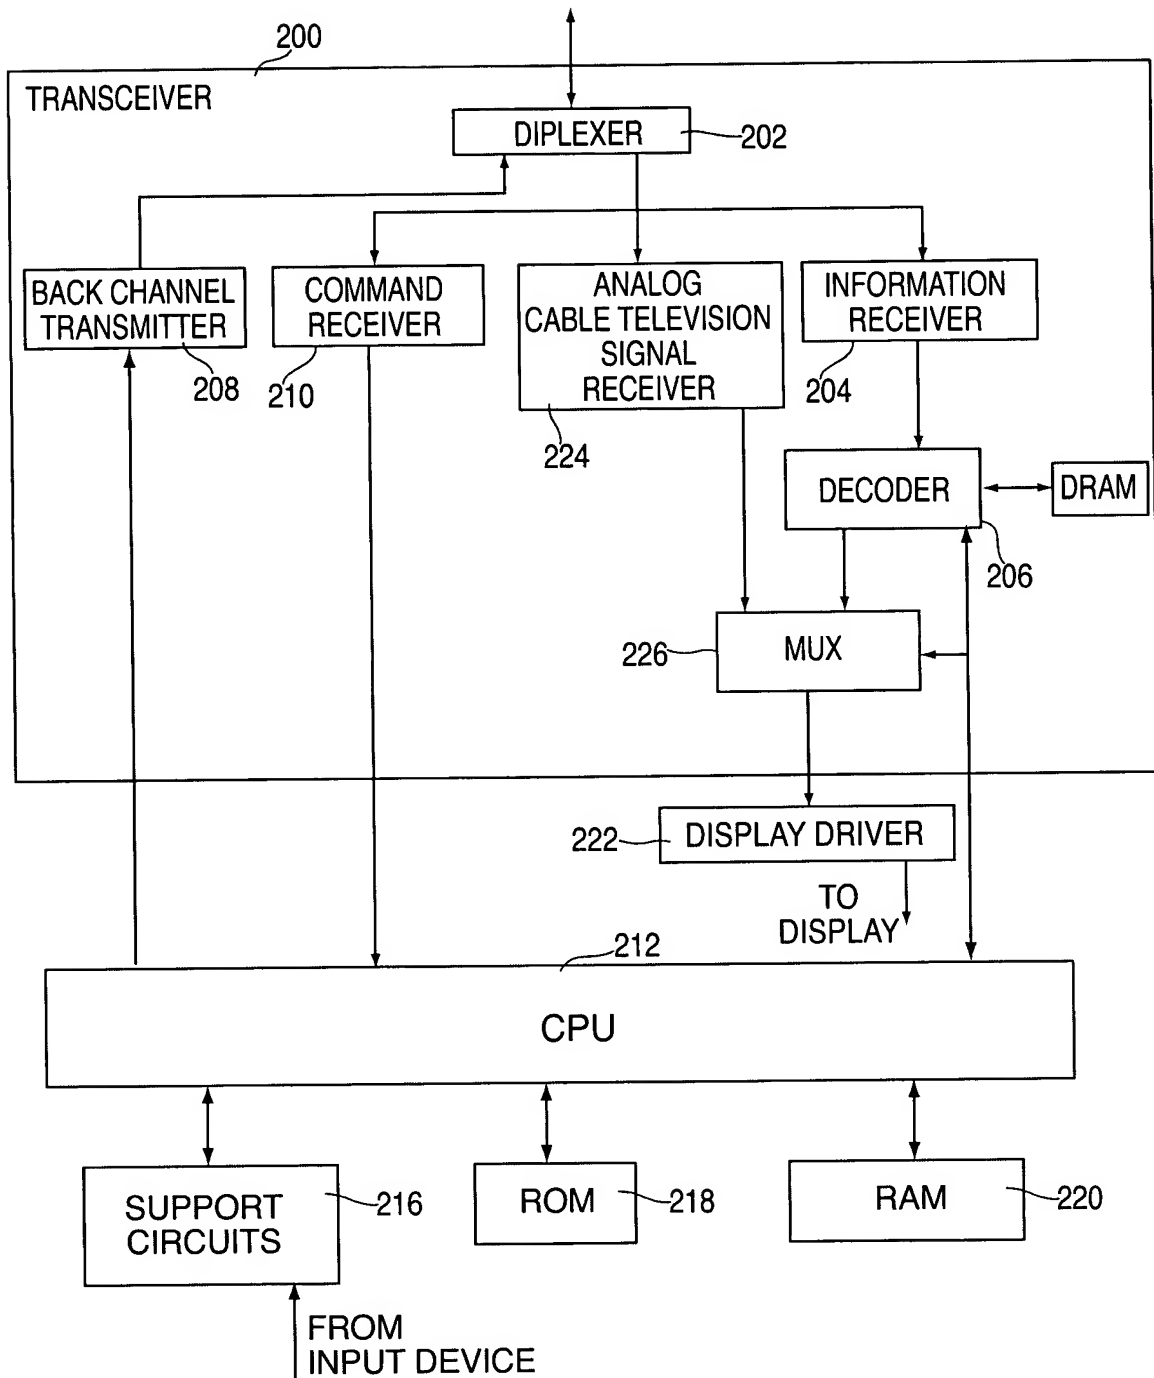 200
TRANSCEIVER
DIPLEXER
202
BACK CHANNEL
TRANSMITTER
208
COMMAND
RECEIVER
210
ANALOG
CABLE TELEVISION
SIGNAL
RECEIVER
224
INFORMATION
RECEIVER
204
DECODER
206
DRAM
226
MUX
222
DISPLAY DRIVER
TO
DISPLAY
212
CPU
SUPPORT
CIRCUITS
216
ROM
218
RAM
220
FROM
INPUT DEVICE